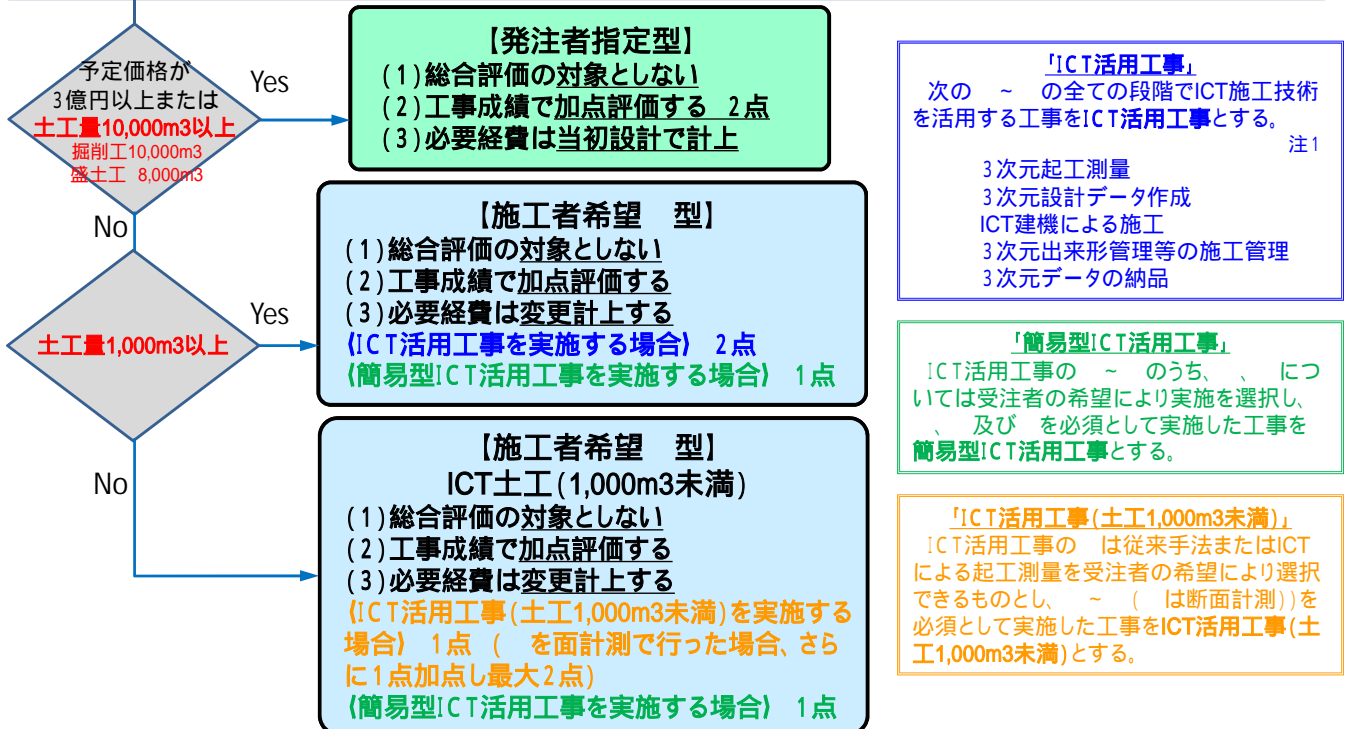 予定価格が
3億円以上または
土工量10,000m3以上
掘削工10,000m3
盛土工 8,000m3
Yes
No
【発注者指定型】
(1)総合評価の対象としない
(2)工事成績で加点評価する 2点
(3)必要経費は当初設計で計上
土工量1,000m3以上
Yes
No
【施工者希望 型】
(1)総合評価の対象としない
(2)工事成績で加点評価する
(3)必要経費は変更計上する
《ICT活用工事を実施する場合》 2点
《簡易型ICT活用工事を実施する場合》 1点
【施工者希望 型】
ICT土工(1,000m3未満)
(1)総合評価の対象としない
(2)工事成績で加点評価する
(3)必要経費は変更計上する
《ICT活用工事(土工1,000m3未満)を実施する
場合》 1点 ( を面計測で行った場合、さら
に1点加点し最大2点)
《簡易型ICT活用工事を実施する場合》 1点
「ICT活用工事」
次の ~ の全ての段階でICT施工技術
を活用する工事をICT活用工事とする。
注1
3次元起工測量
3次元設計データ作成
ICT建機による施工
3次元出来形管理等の施工管理
3次元データの納品
「簡易型ICT活用工事」
ICT活用工事の ~ のうち、 、 につ
いては受注者の希望により実施を選択し、
、 及び を必須として実施した工事を
簡易型ICT活用工事とする。
「ICT活用工事(土工1,000m3未満)」
ICT活用工事の は従来手法またはICT
による起工測量を受注者の希望により選択
できるものとし、 ~ ( は断面計測))を
必須として実施した工事をICT活用工事(土
工1,000m3未満)とする。